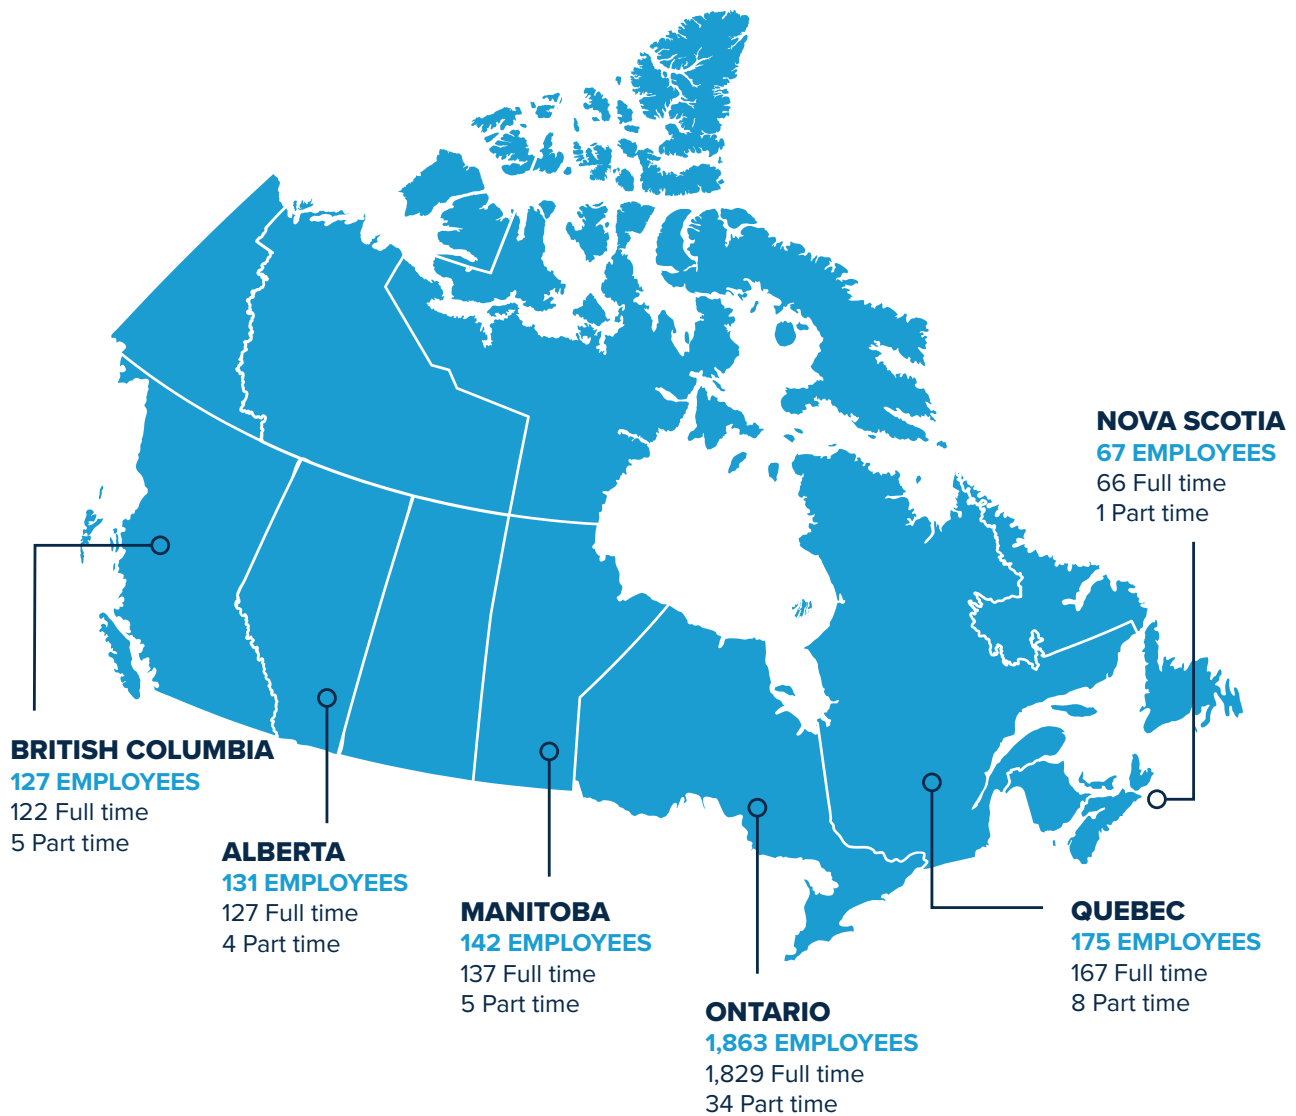 NOVA SCOTIA
67 EMPLOYEES
66 Full time
1 Part time
BRITISH COLUMBIA
127 EMPLOYEES
122 Full time
5 Part time
ALBERTA
131 EMPLOYEES
127 Full time
4 Part time
MANITOBA
142 EMPLOYEES
137 Full time
5 Part time
ONTARIO
1,863 EMPLOYEES
1,829 Full time
34 Part time
QUEBEC
175 EMPLOYEES
167 Full time
8 Part time